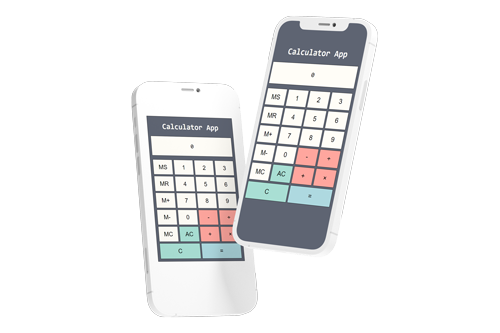 Calculator App
0
MS 1 2 3
MR 4 5 6
M+ 7 8 9
M- 0 -
MC AC + ×
C =
Calculator App
0
MS 1 2 3
MR 4 5 6
M+ 7 8 9
M- 0 -
MC AC + ×
C =